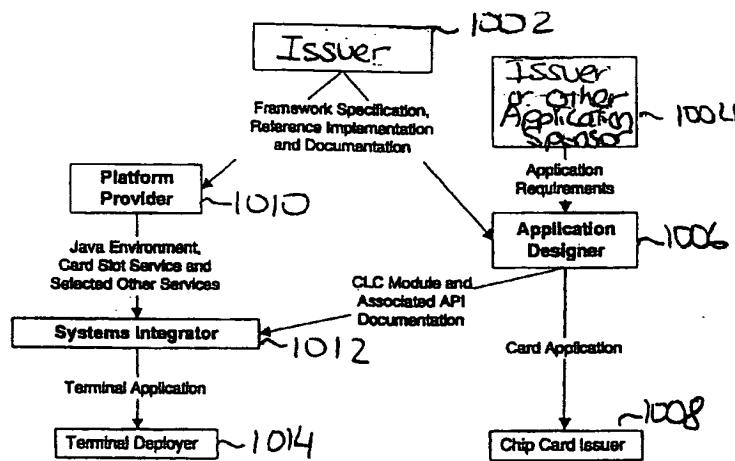 1002
Issuer
Issuer
or other
Application
Sponsor
1004
Framework Specification,
Reference Implementation
and Documentation
Application
Requirements
Platform
Provider
1010
Application
Designer
1006
Java Environment,
Card Slot Service and
Selected Other Services
CLC Module and
Associated API
Documentation
Systems Integrator
1012
Card Application
Terminal Application
1008
Terminal Deployer
1014
Chip Card Issuer